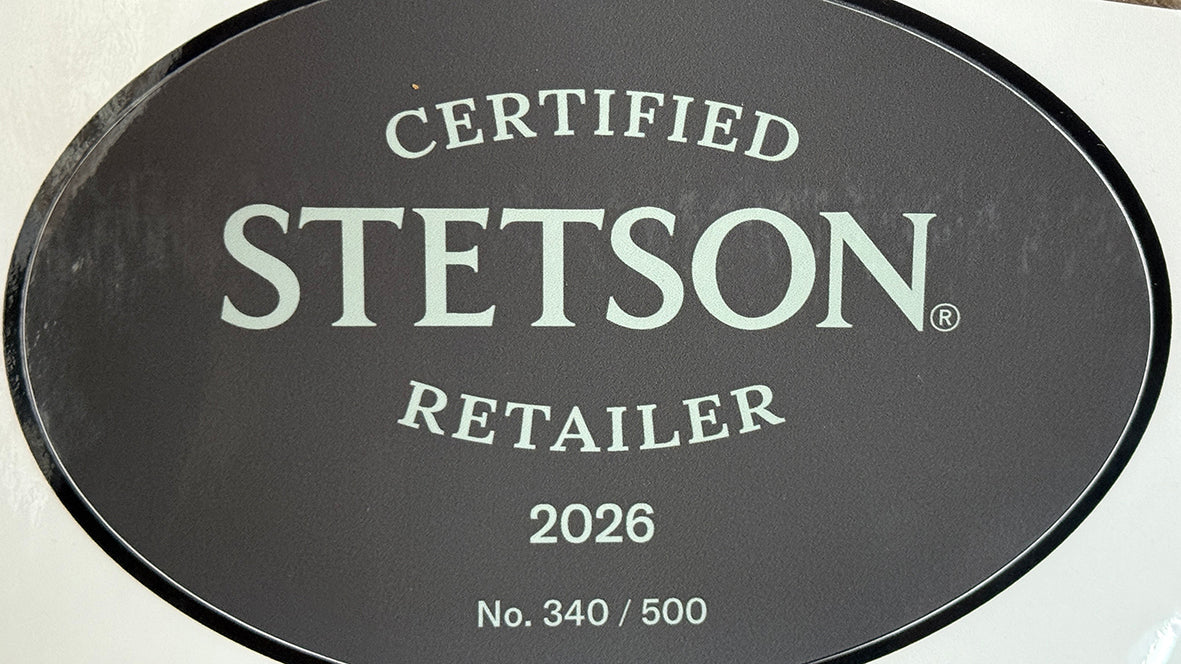 CERTIFIED
STETSON®
RETAILER
2026
No. 340 / 500